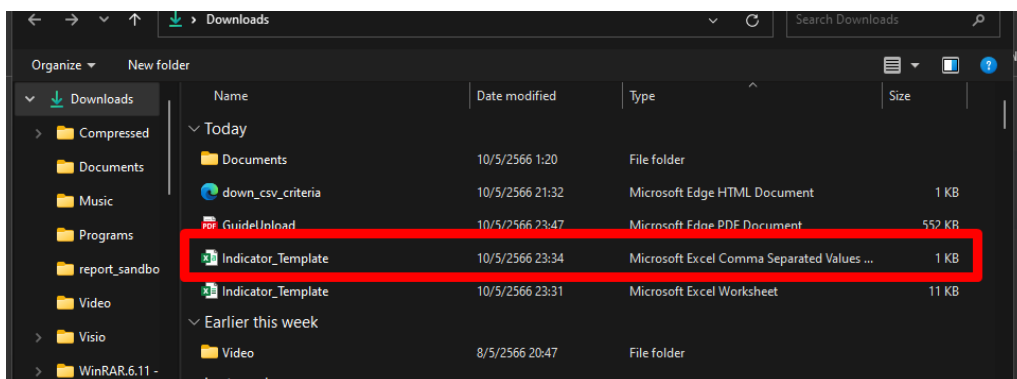 Downloads
Search Downloads
Organize
New folder
Downloads
Compressed
Documents
Music
Programs
report_sandbo
Video
Visio
WinRAR.6.11 -
Name Date modified Type Size
Today
Documents 10/5/2566 1:20 File folder
down_csv_criteria 10/5/2566 21:32 Microsoft Edge HTML Document 1 KB
GuideUpload 10/5/2566 23:47 Microsoft Edge PDF Document 552 KB
Indicator_Template 10/5/2566 23:34 Microsoft Excel Comma Separated Values ... 1 KB
Indicator_Template 10/5/2566 23:31 Microsoft Excel Worksheet 11 KB
Earlier this week
Video 8/5/2566 20:47 File folder